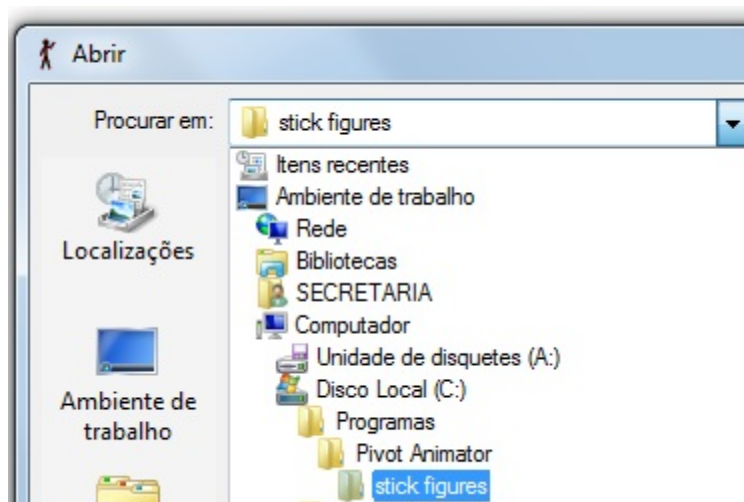 Abrir
Procurar em: stick figures
Itens recentes
Ambiente de trabalho
Rede
Bibliotecas
SECRETARIA
Computador
Unidade de disquetes (A:)
Disco Local (C:)
Programas
Pivot Animator
stick figures
Localizações
Ambiente de
trabalho